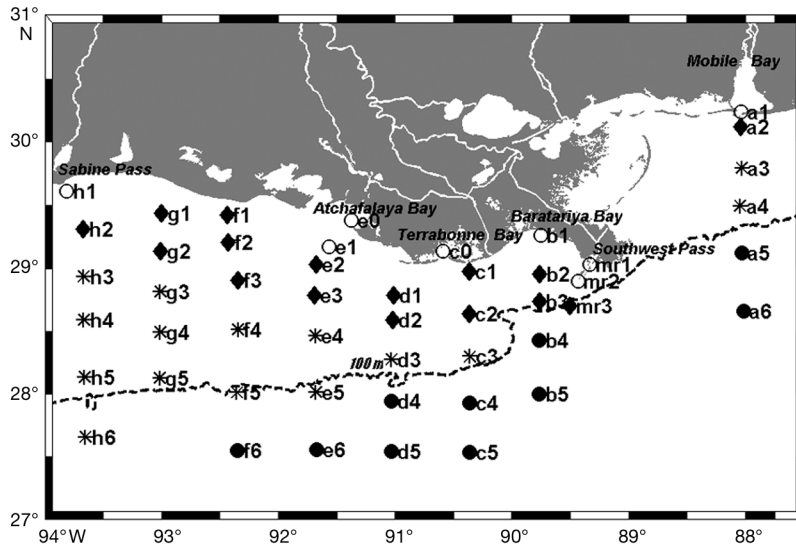 31°
N
Mobile Bay
a1
30°
a2
Sabine Pass
a3
h1
Atchafalaya Bay
g1
f1
e0
Baratariya Bay
a4
h2
Terrabonne Bay
b1
g2
f2
e1
c0
Southwest Pass
a5
29°
h3
e2
c1
b2
mr1
g3
f3
e3
d1
mr2
b3
mr3
a6
h4
d2
c2
g4
f4
e4
b4
100 m
d3
c3
h5
g5
28°
f5
e5
b5
d4
c4
h6
f6
e6
d5
c5
27°
94°W
93°
92°
91°
90°
89°
88°